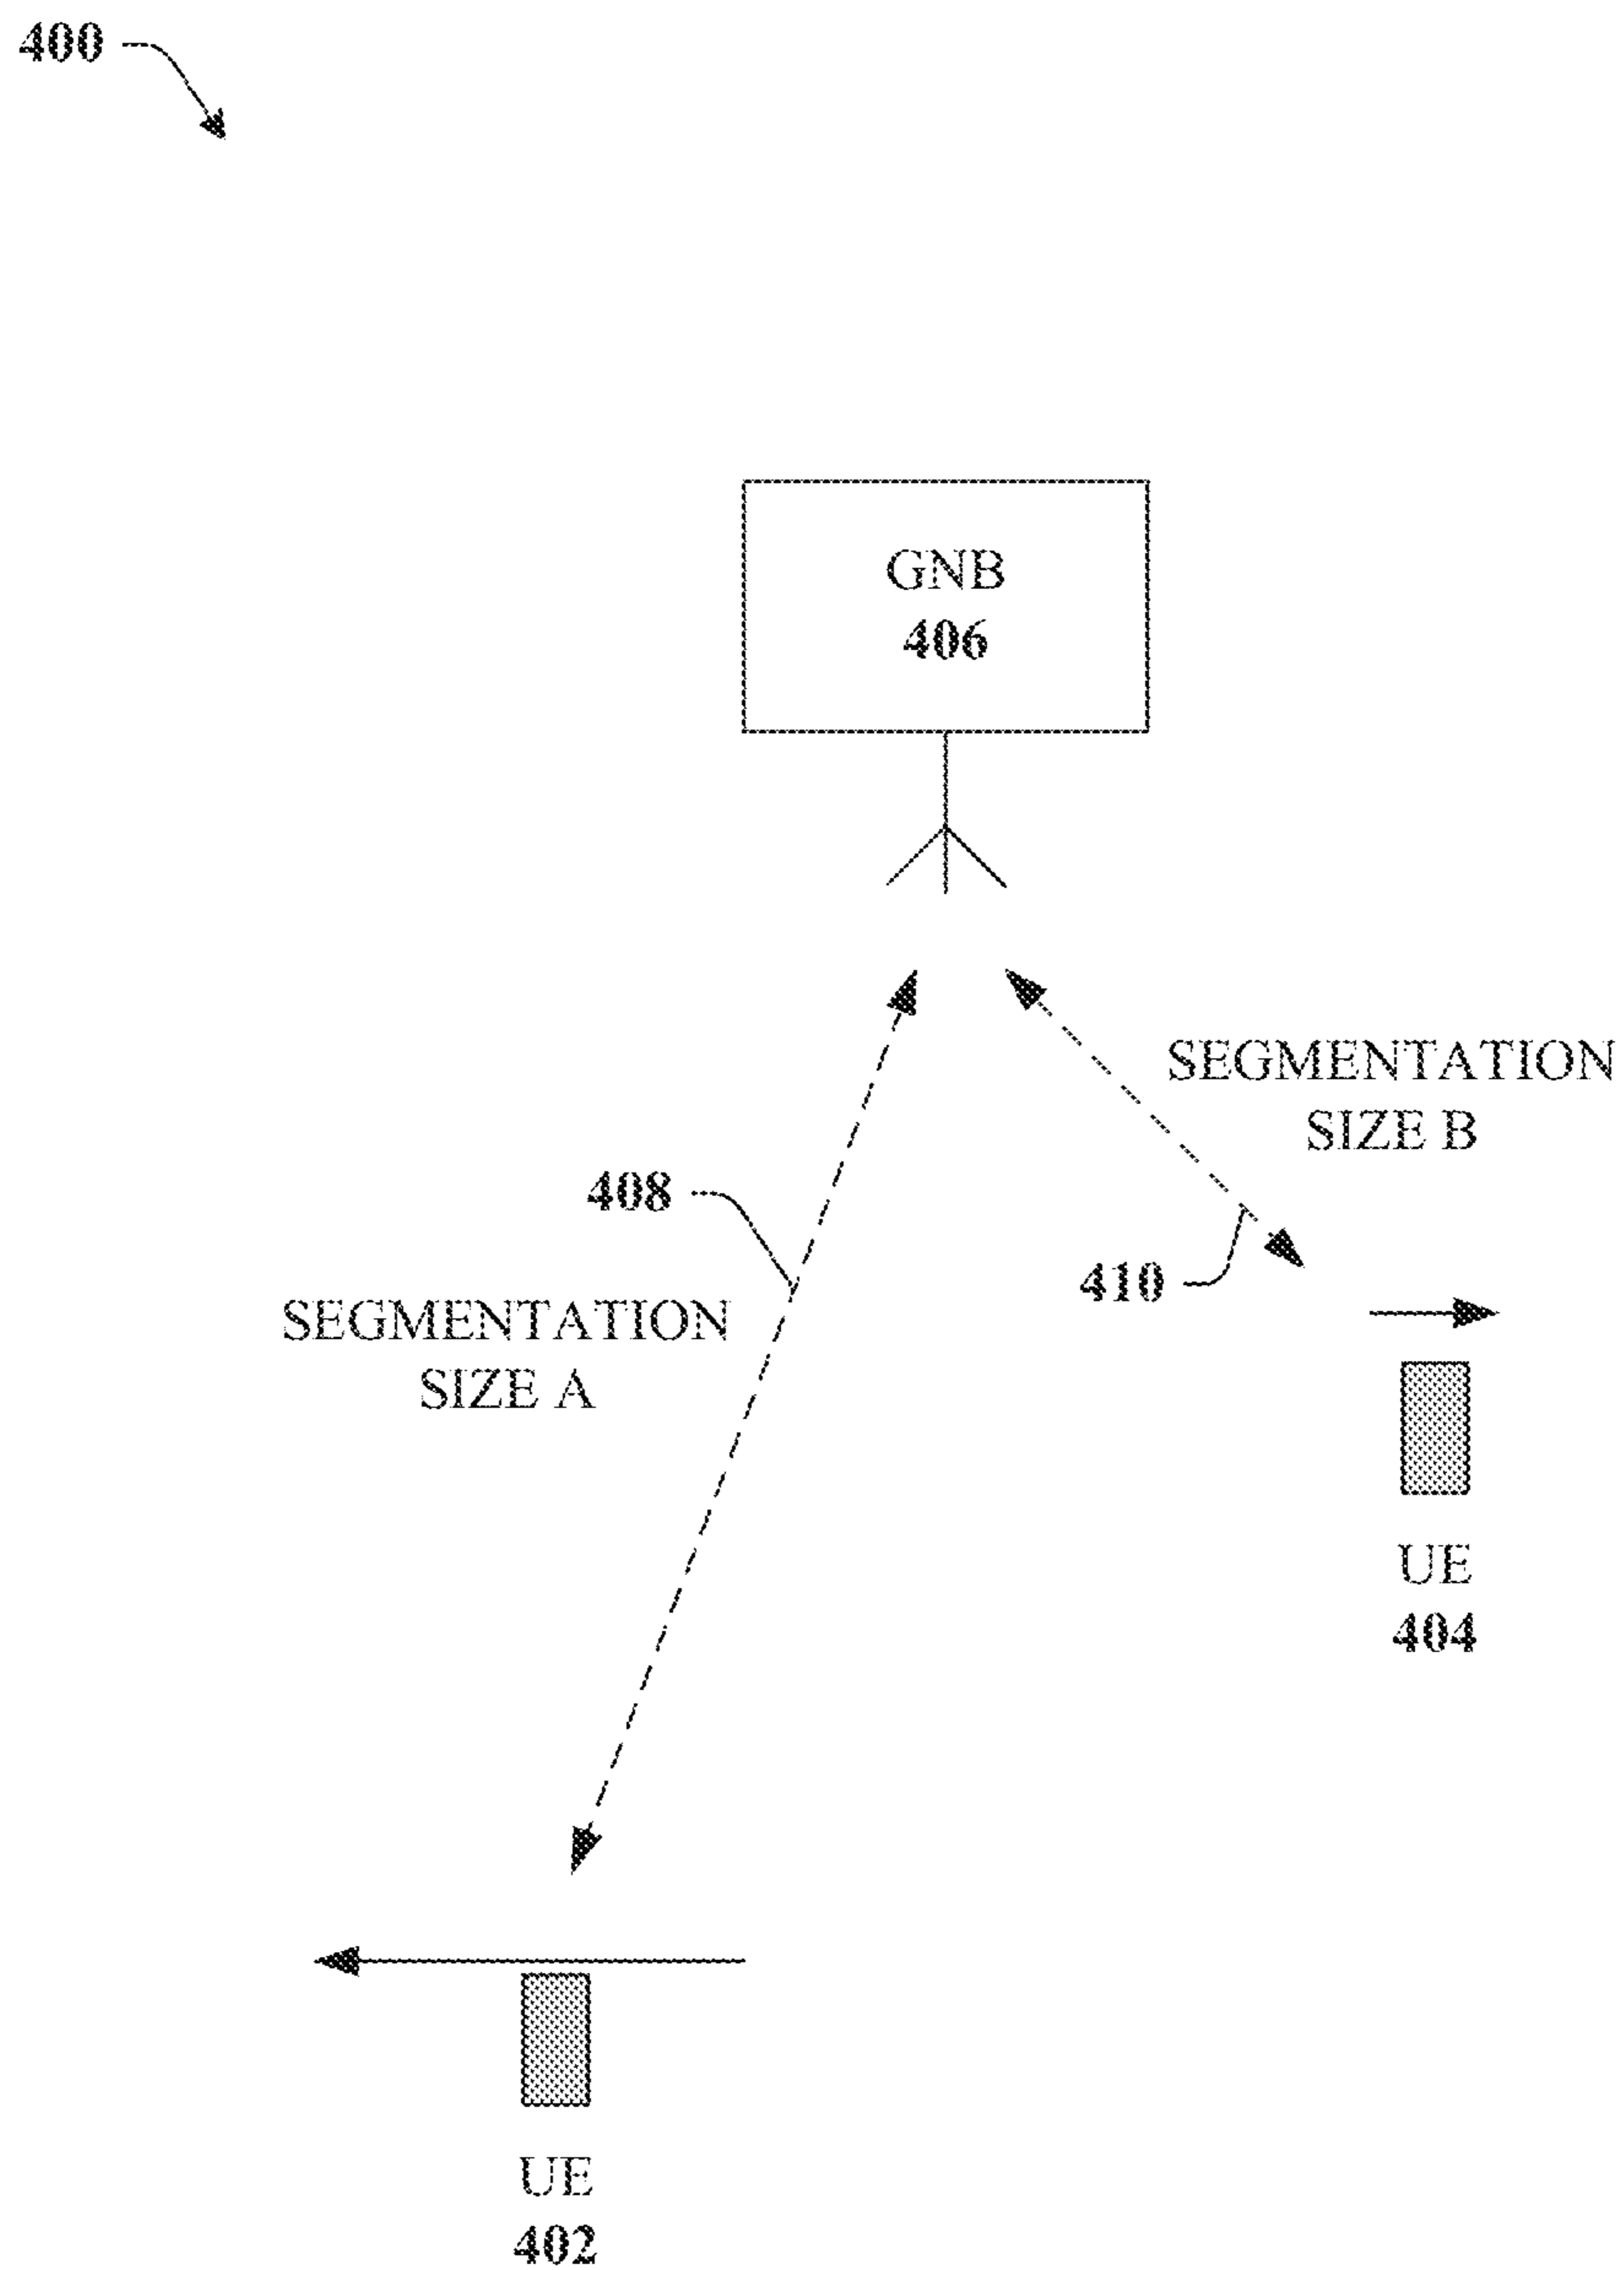 400
GNB
406
SEGMENTATION
SIZE B
408
410
SEGMENTATION
SIZE A
UE
404
UE
402